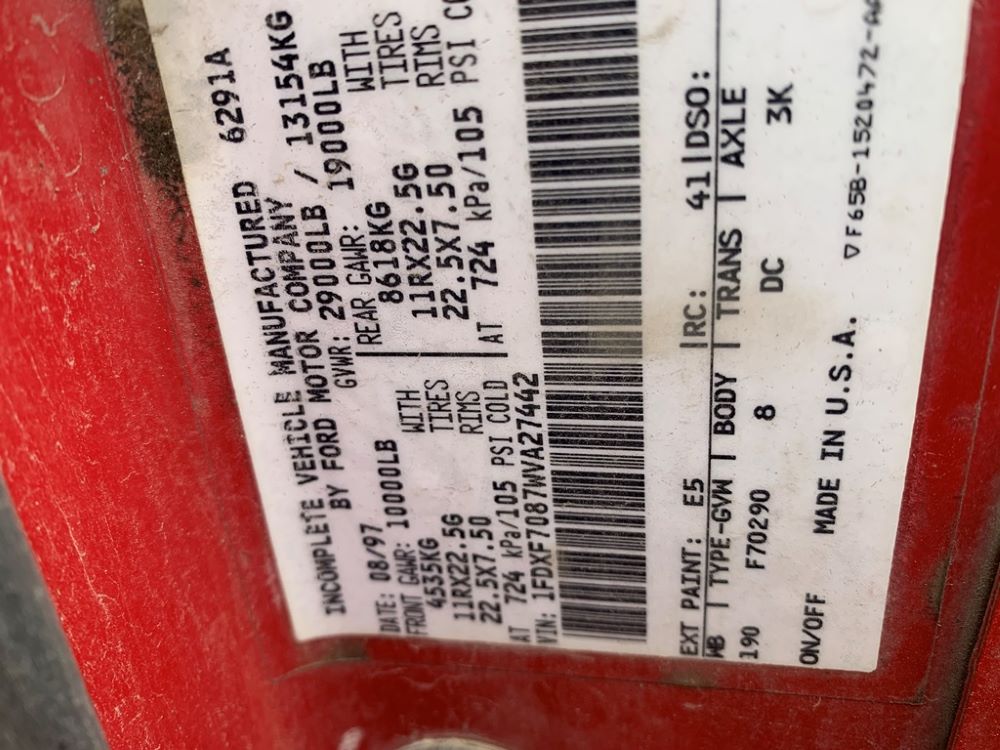 INCOMPLETE VEHICLE MANUFACTURED 6291A
BY FORD MOTOR COMPANY
GVWR: 29000LB / 13154KG
DATE: 08/97
FRONT GAWR: 10000LB
4535KG WITH
11RX22.5G TIRES
22.5X7.50 RIMS
AT 724 kPa/105 PSI COLD
REAR GAWR: 19000LB
8618KG WITH
11RX22.5G TIRES
22.5X7.50 RIMS
AT 724 kPa/105 PSI
VIN: 1FDXF7087WVA27442
EXT PAINT: E5 RC: 41 DSO:
WB TYPE-GVW BODY TRANS AXLE
190 F70290 8 DC 3K
ON/OFF MADE IN U.S.A. ▽F65B-1520472-